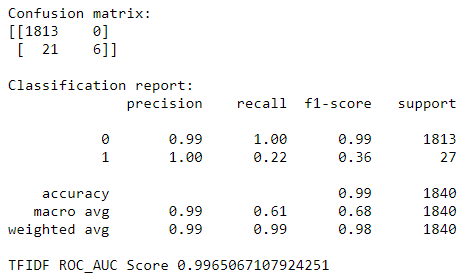 Confusion matrix:
[[1813    0]
 [  21    6]]
Classification report:
              precision    recall  f1-score   support
           0       0.99      1.00      0.99      1813
           1       1.00      0.22      0.36        27
    accuracy                           0.99      1840
   macro avg       0.99      0.61      0.68      1840
weighted avg       0.99      0.99      0.98      1840
TFIDF ROC_AUC Score 0.9965067107924251